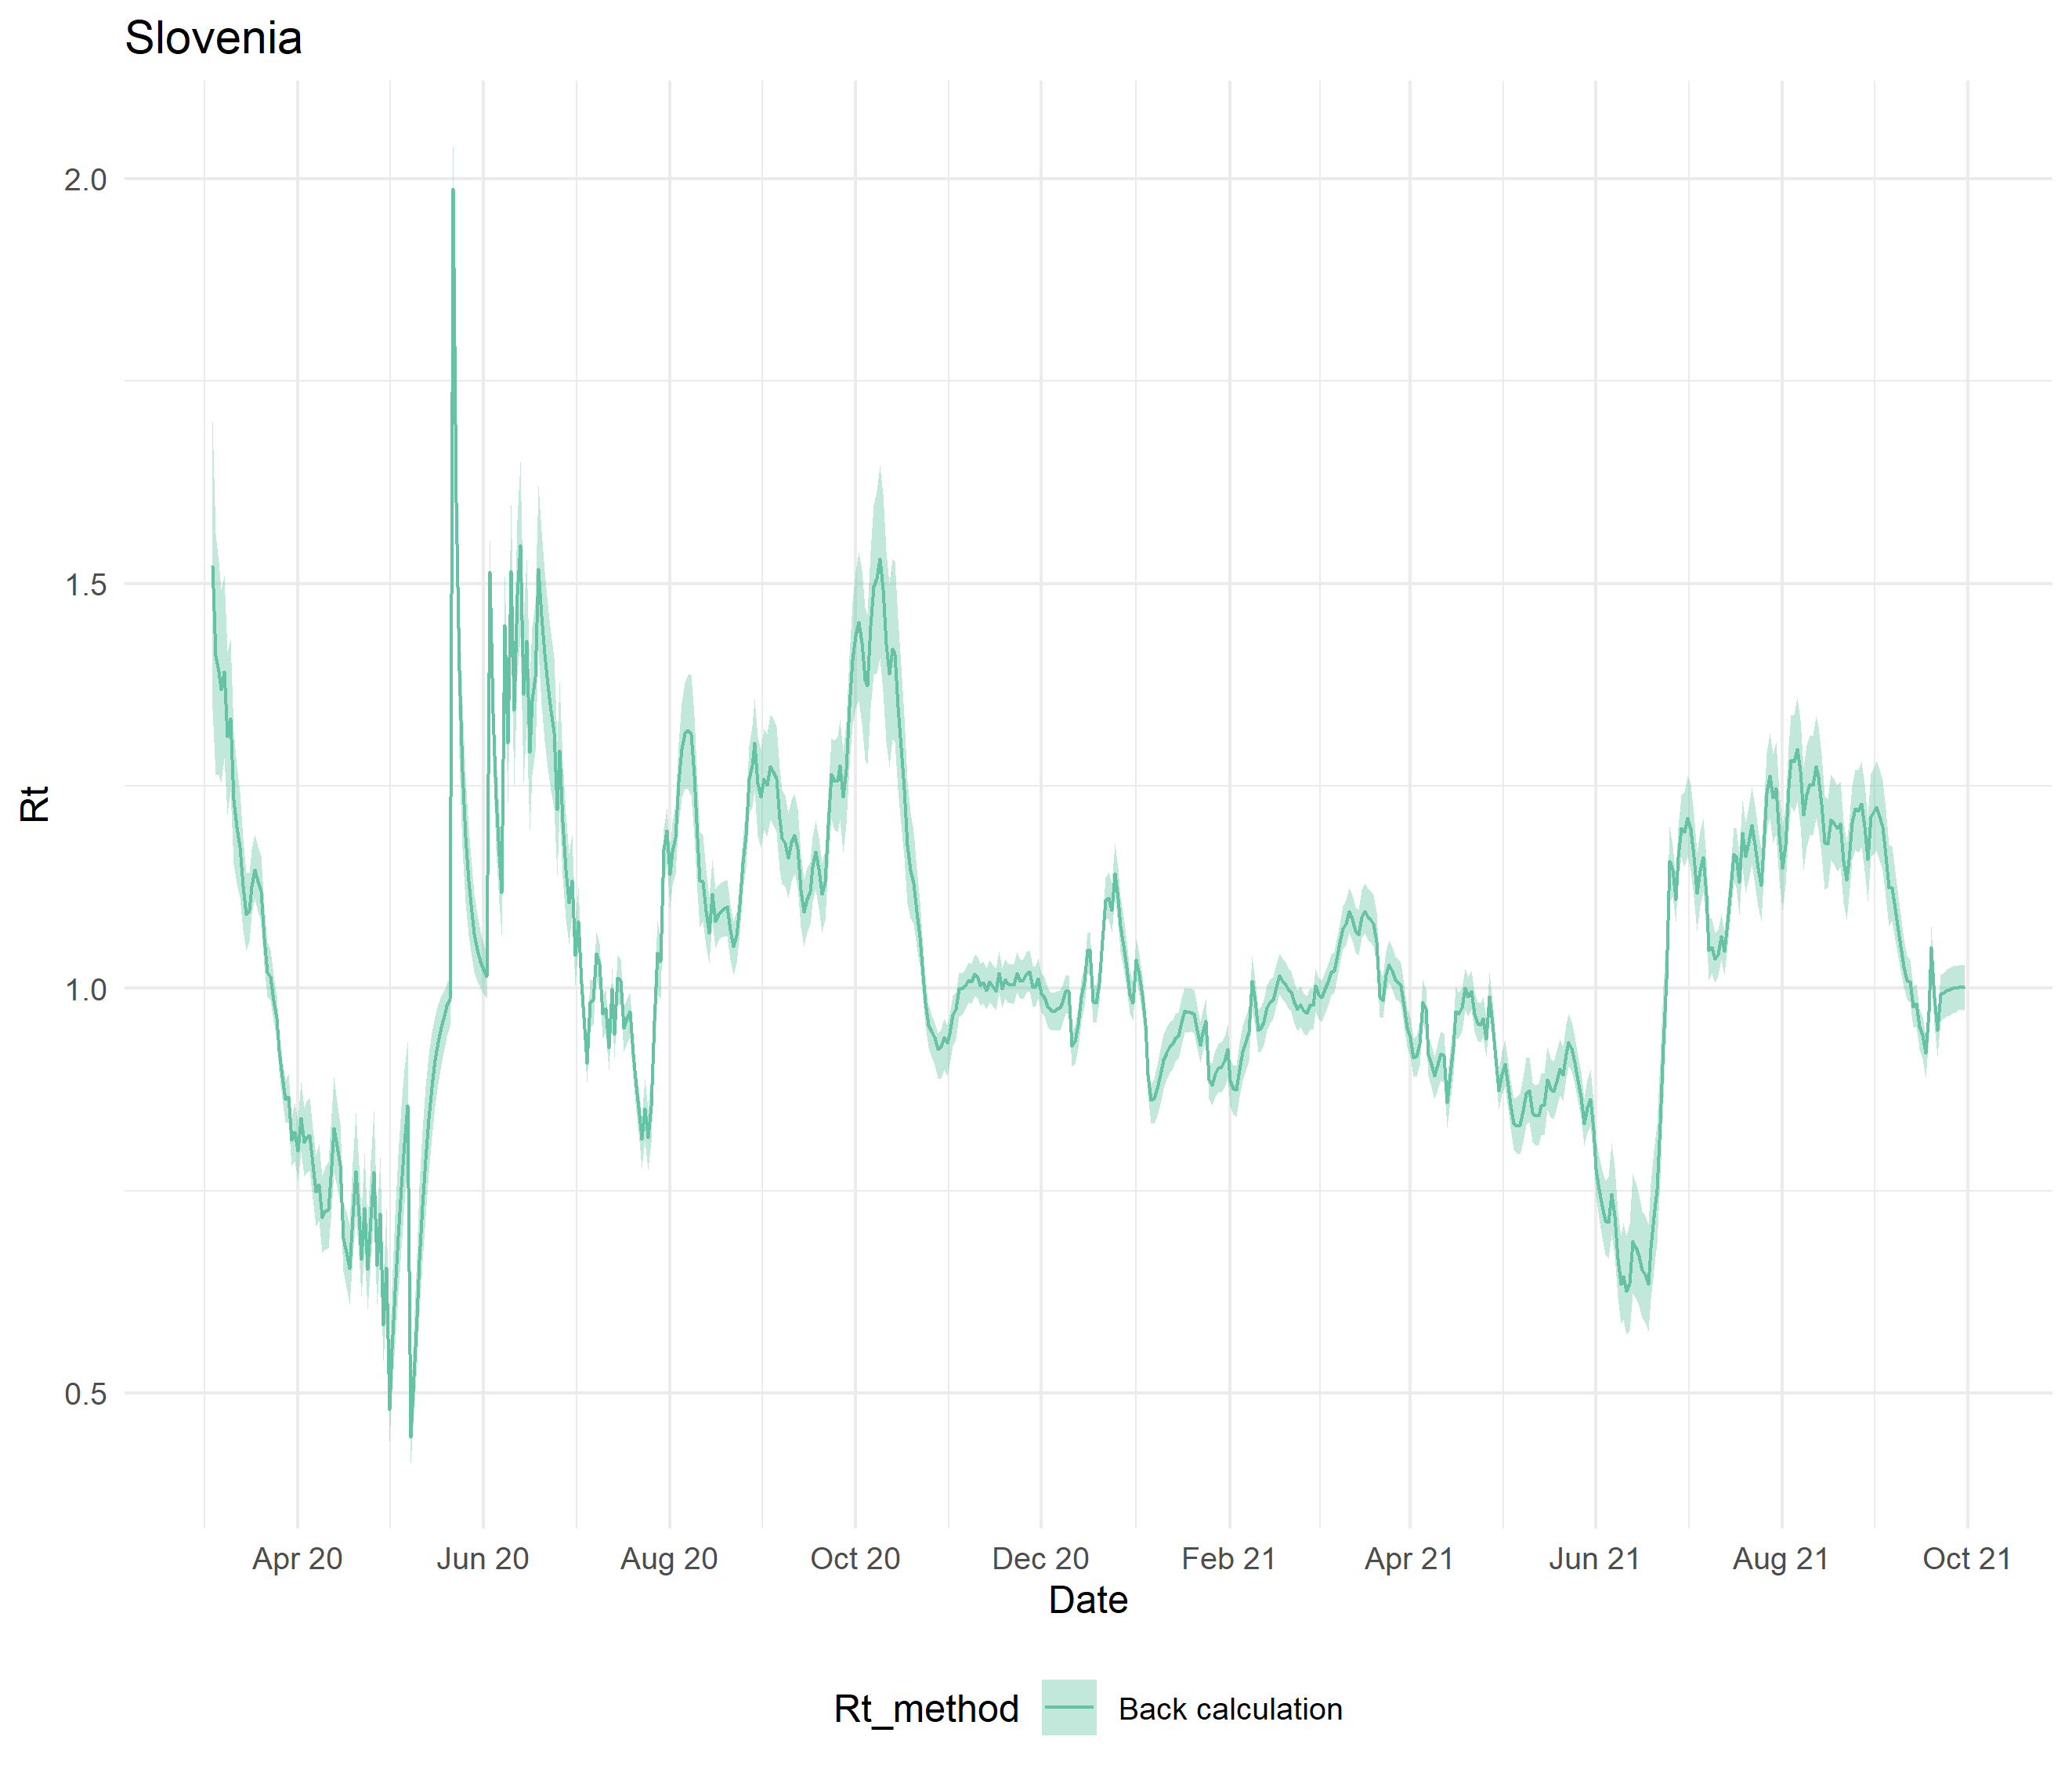 Slovenia
2.0
1.5
1.0
0.5
Rt
Apr 20 Jun 20 Aug 20 Oct 20 Dec 20 Feb 21 Apr 21 Jun 21 Aug 21 Oct 21
Date
Rt_method Back calculation